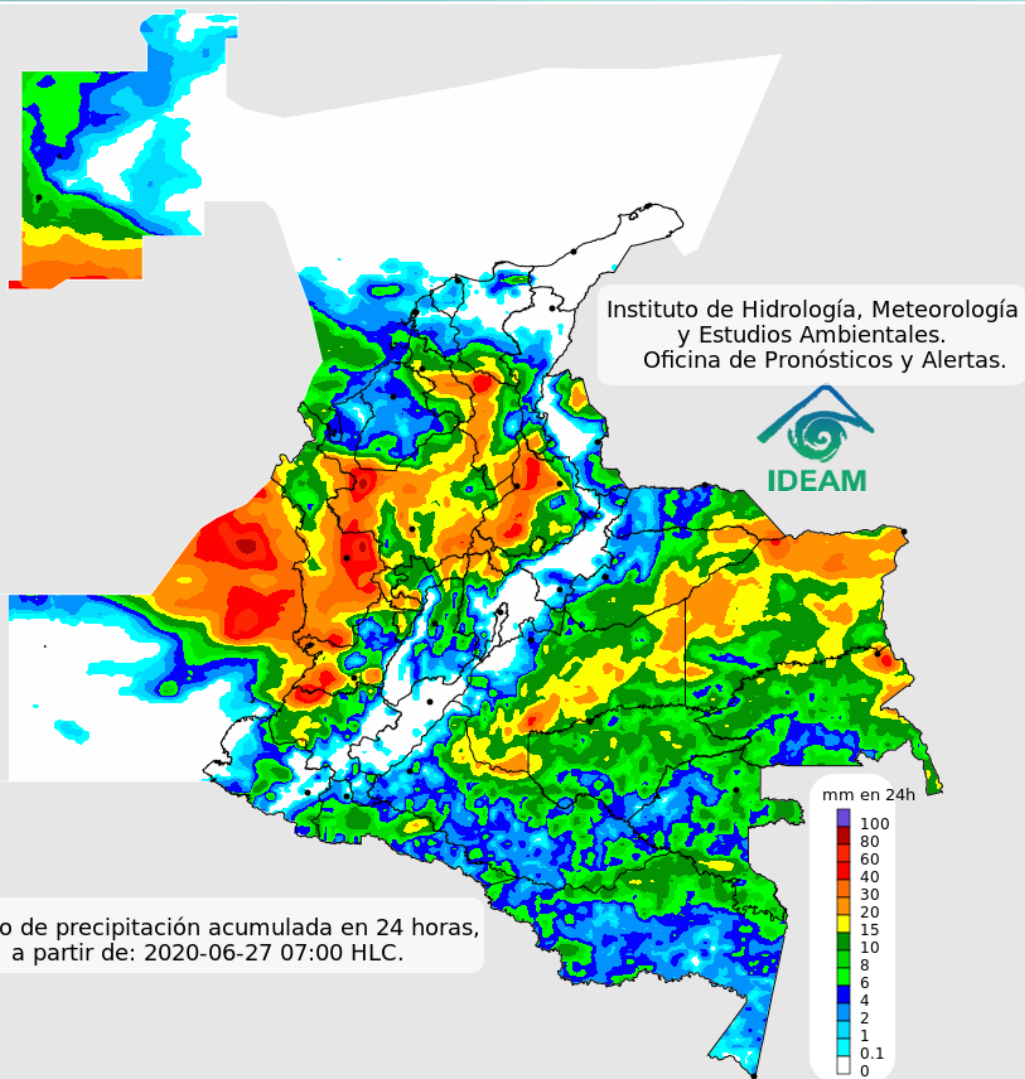 Instituto de Hidrología, Meteorología
y Estudios Ambientales.
Oficina de Pronósticos y Alertas.
IDEAM
mm en 24h
100
80
60
40
30
20
15
10
8
6
4
2
1
0.1
0
o de precipitación acumulada en 24 horas,
a partir de: 2020-06-27 07:00 HLC.